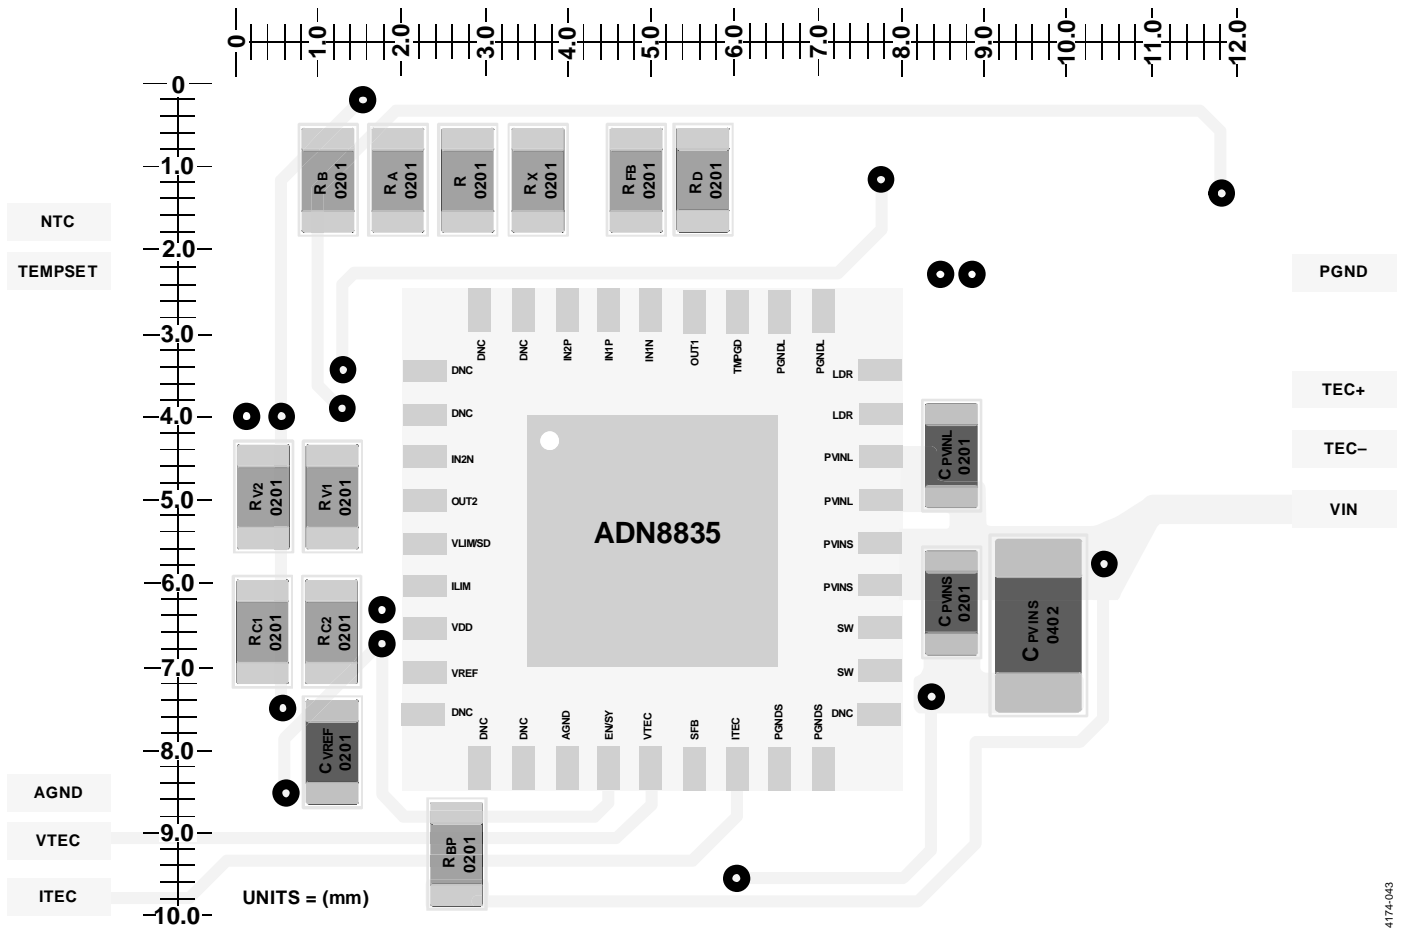 0 1.0 2.0 3.0 4.0 5.0 6.0 7.0 8.0 9.0 10.0 11.0 12.0
0
1.0
2.0
3.0
4.0
5.0
6.0
7.0
8.0
9.0
10.0
NTC
TEMPSET
AGND
VTEC
ITEC
PGND
TEC+
TEC–
VIN
RB 0201
RA 0201
R 0201
RX 0201
RFB 0201
RD 0201
RV2 0201
RV1 0201
RC1 0201
RC2 0201
CVREF 0201
RBP 0201
CPVINL 0201
CPVINS 0201
CPVINS 0402
DNC DNC IN2P IN1P IN1N OUT1 TMPGD PGNDL PGNDL
DNC
DNC
IN2N
OUT2
VLIM/SD
ILIM
VDD
VREF
DNC
ADN8835
LDR
LDR
PVINL
PVINL
PVINS
PVINS
SW
SW
DNC
DNC DNC AGND EN/SY VTEC SFB ITEC PGNDS PGNDS
UNITS = (mm)
4174-043